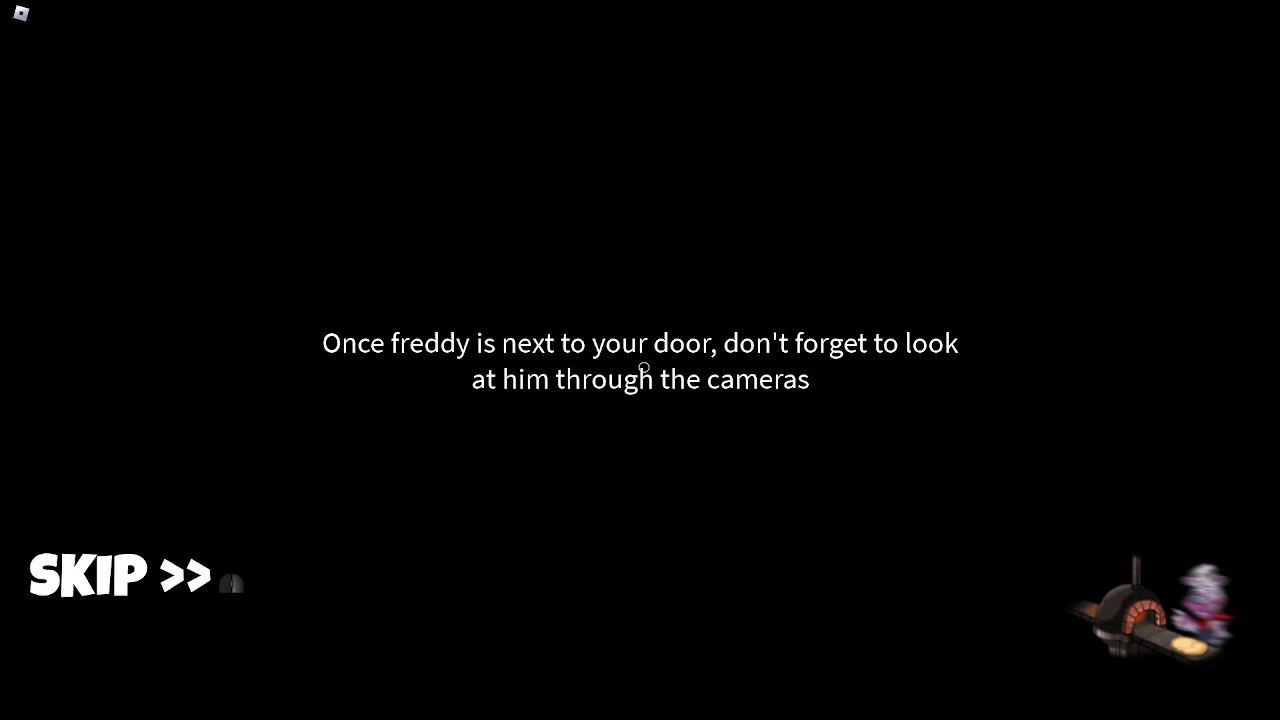 Once freddy is next to your door, don't forget to look
at him through the cameras
SKIP >>